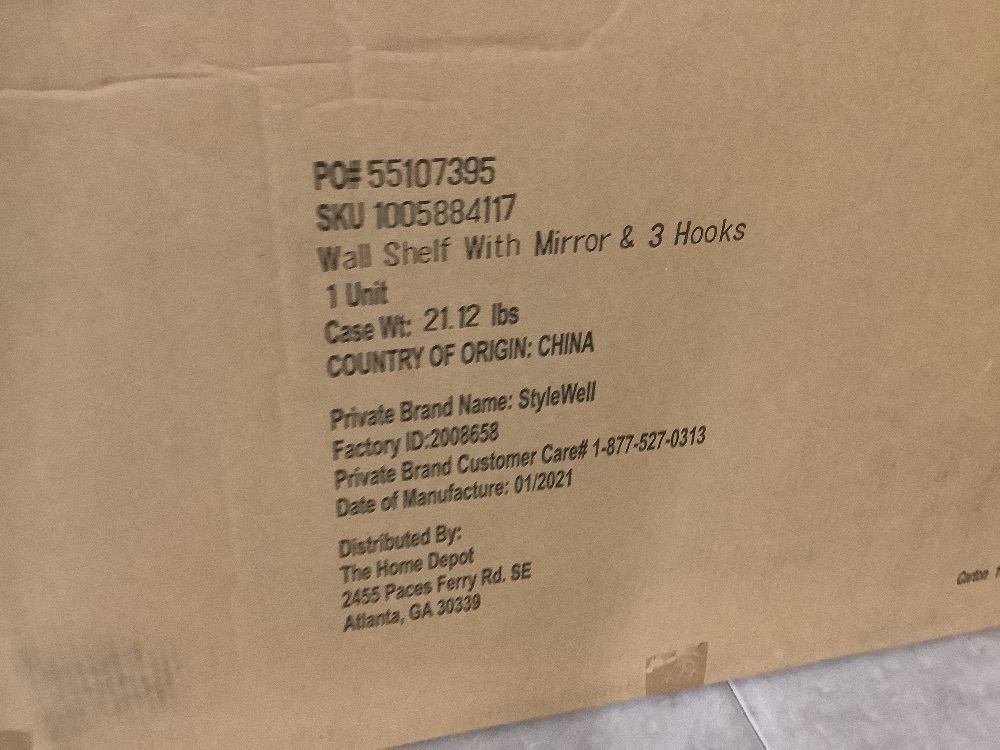 PO# 55107395
SKU 1005884117
Wall Shelf With Mirror & 3 Hooks
1 Unit
Case Wt: 21.12 lbs
COUNTRY OF ORIGIN: CHINA
Private Brand Name: StyleWell
Factory ID:2008658
Private Brand Customer Care# 1-877-527-0313
Date of Manufacture: 01/2021
Distributed By:
The Home Depot
2455 Paces Ferry Rd. SE
Atlanta, GA 30339